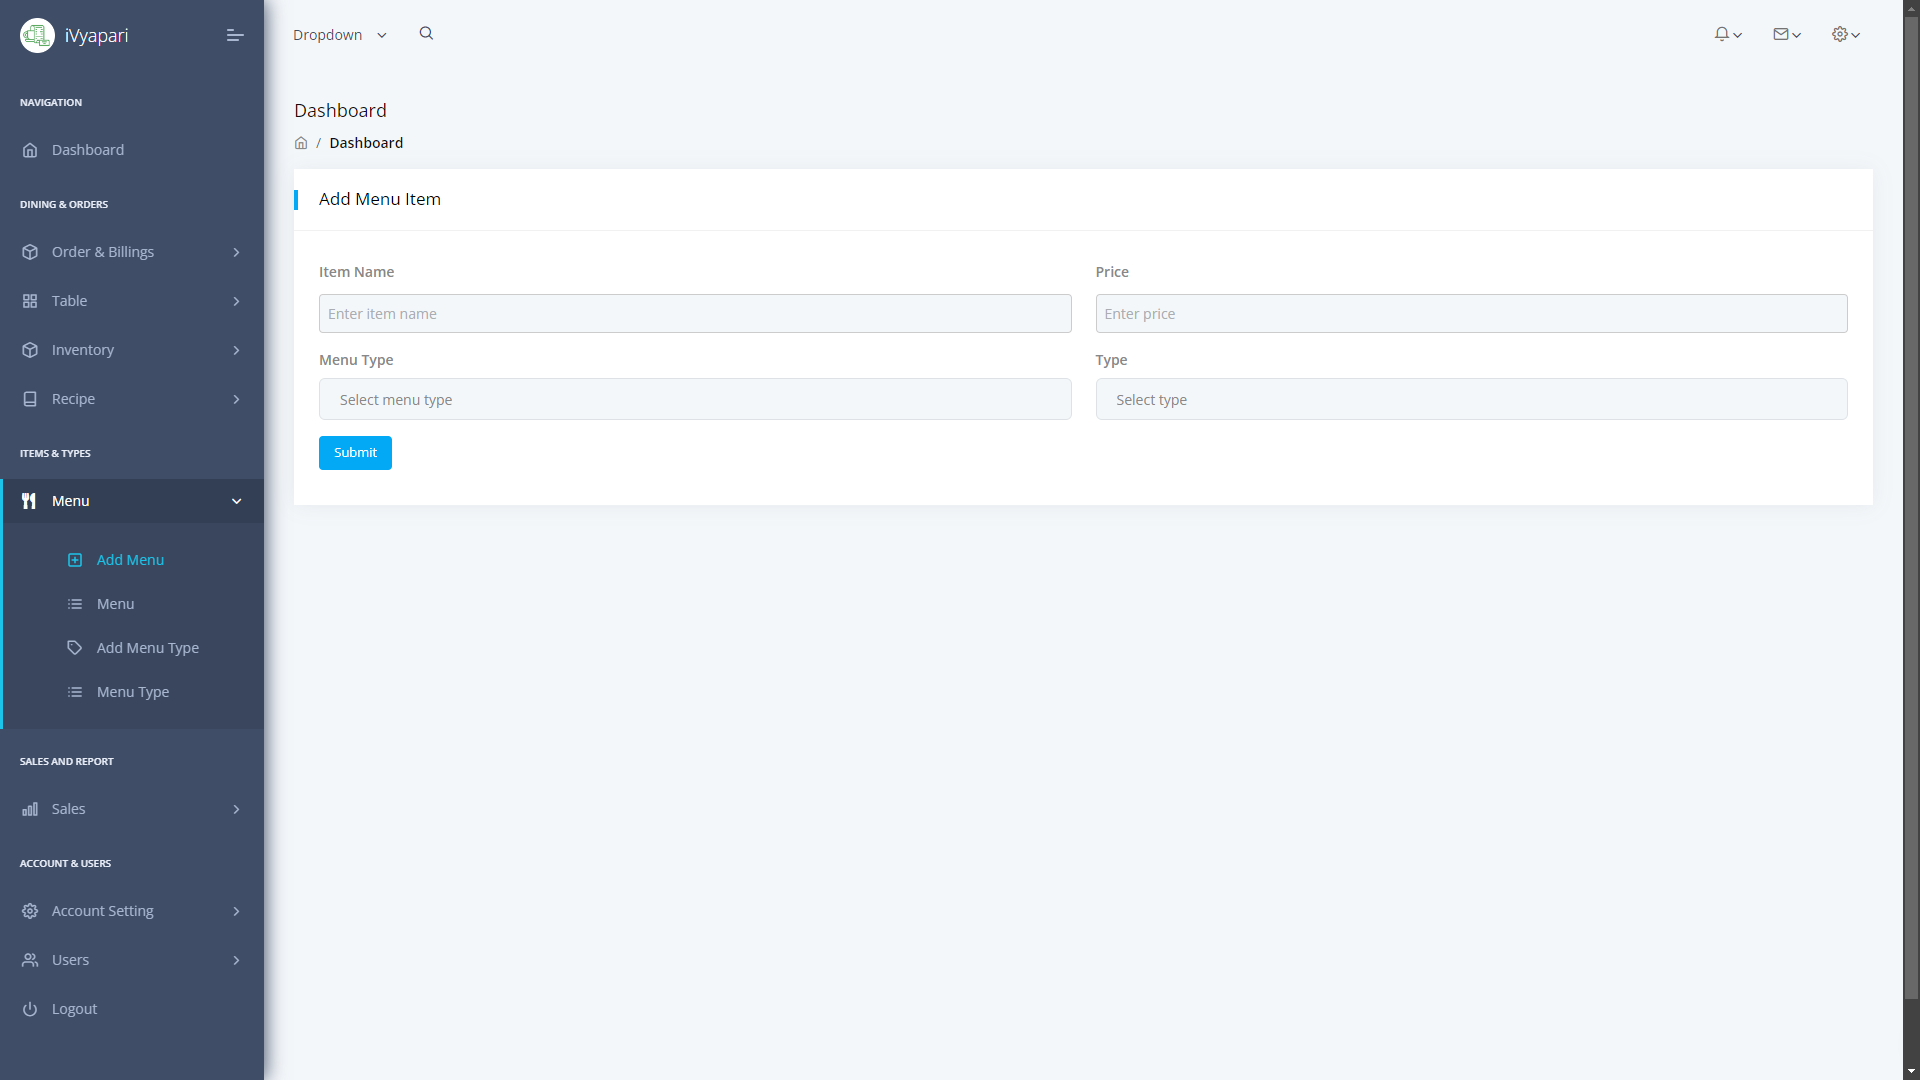 iVyapari
NAVIGATION
Dashboard
DINING & ORDERS
Order & Billings
Table
Inventory
Recipe
ITEMS & TYPES
Menu
Add Menu
Menu
Add Menu Type
Menu Type
SALES AND REPORT
Sales
ACCOUNT & USERS
Account Setting
Users
Logout
Dropdown
Dashboard
/ Dashboard
Add Menu Item
Item Name
Enter item name
Price
Enter price
Menu Type
Select menu type
Type
Select type
Submit